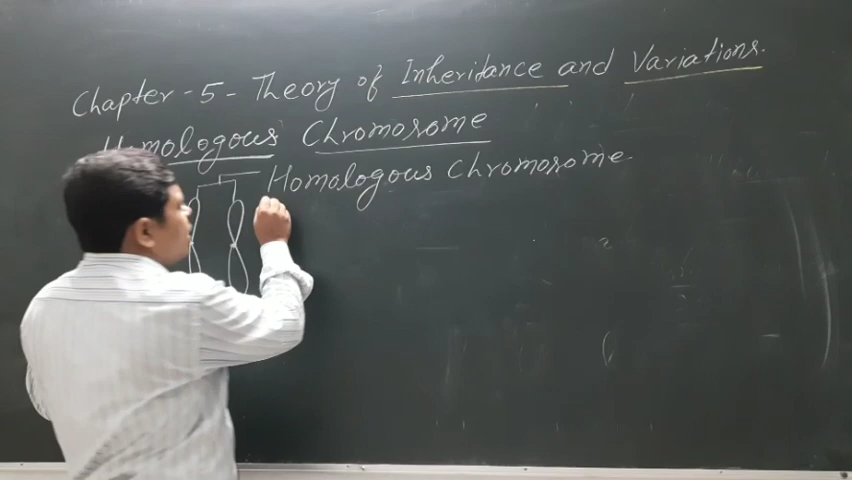 Chapter - 5 - Theory of Inheritance and Variations.
Homologous Chromosome
Homologous Chromosome.